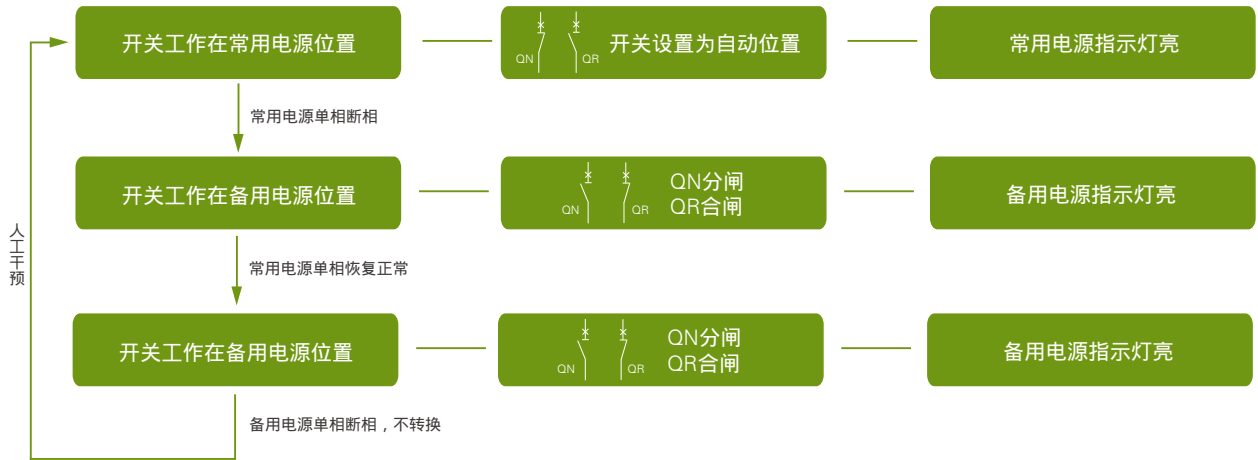 开关工作在常用电源位置
QN
QR
开关设置为自动位置
常用电源指示灯亮
常用电源单相断相
开关工作在备用电源位置
QN
QR
QN分闸
QR合闸
备用电源指示灯亮
人工干预
常用电源单相恢复正常
开关工作在备用电源位置
QN
QR
QN分闸
QR合闸
备用电源指示灯亮
备用电源单相断相，不转换